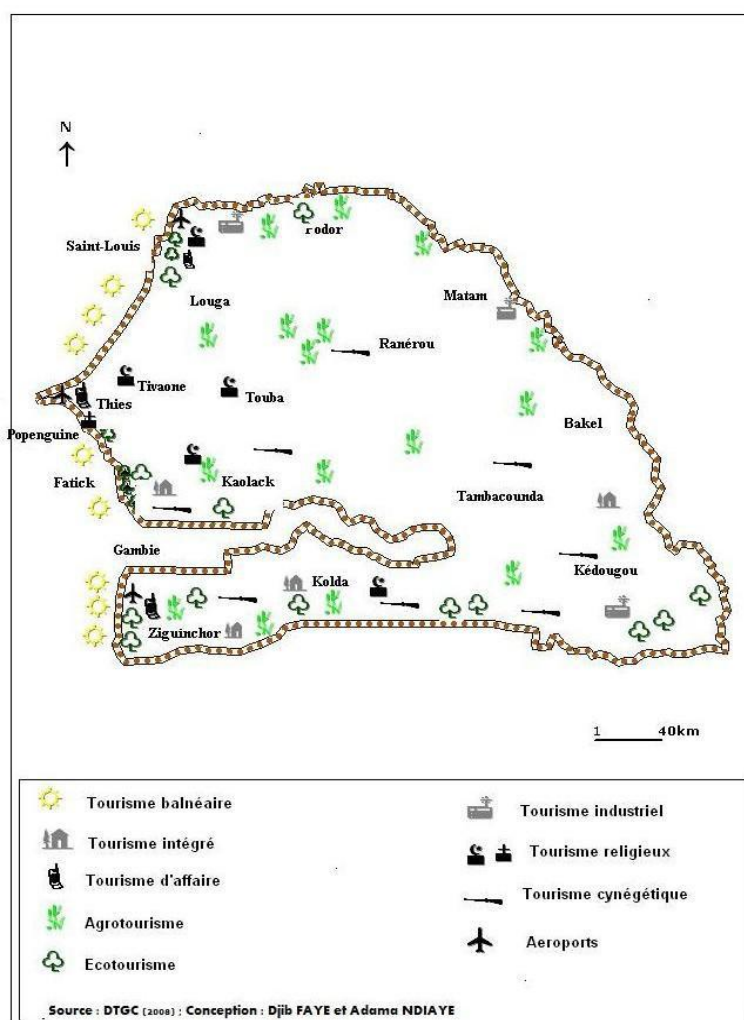 N
Podor
Saint-Louis
Matam
Louga
Ranérou
Tivaone
Touba
Thies
Popenguine
Bakel
Fatick
Kaolack
Tambacounda
Gambie
Kédougou
Kolda
Ziguinchor
1 40km
Tourisme balnéaire
Tourisme intégré
Tourisme d'affaire
Agrotourisme
Ecotourisme
Tourisme industriel
Tourisme religieux
Tourisme cynégétique
Aeroports
Source : DTGC (2008) ; Conception : Djib FAYE et Adama NDIAYE